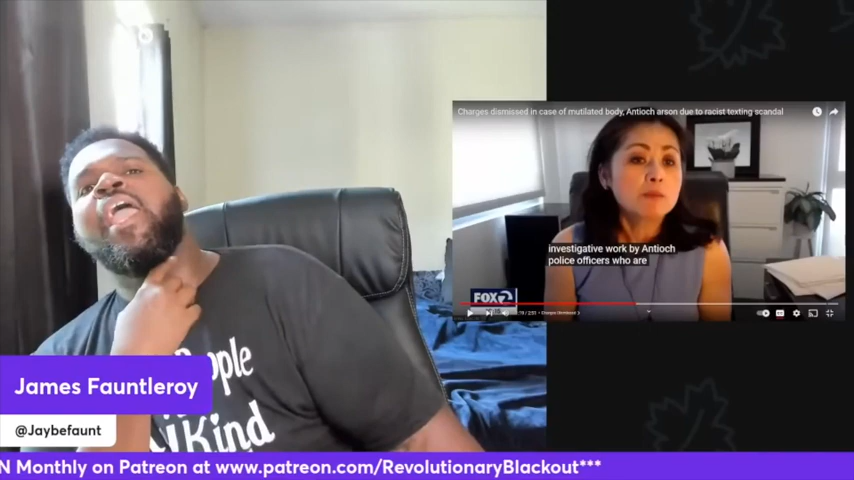 Charges dismissed in case of mutilated body, Antioch arson due to racist texting scandal
investigative work by Antioch
police officers who are
FOX 2
James Fauntleroy
@Jaybefaunt
Kind
N Monthly on Patreon at www.patreon.com/RevolutionaryBlackout***